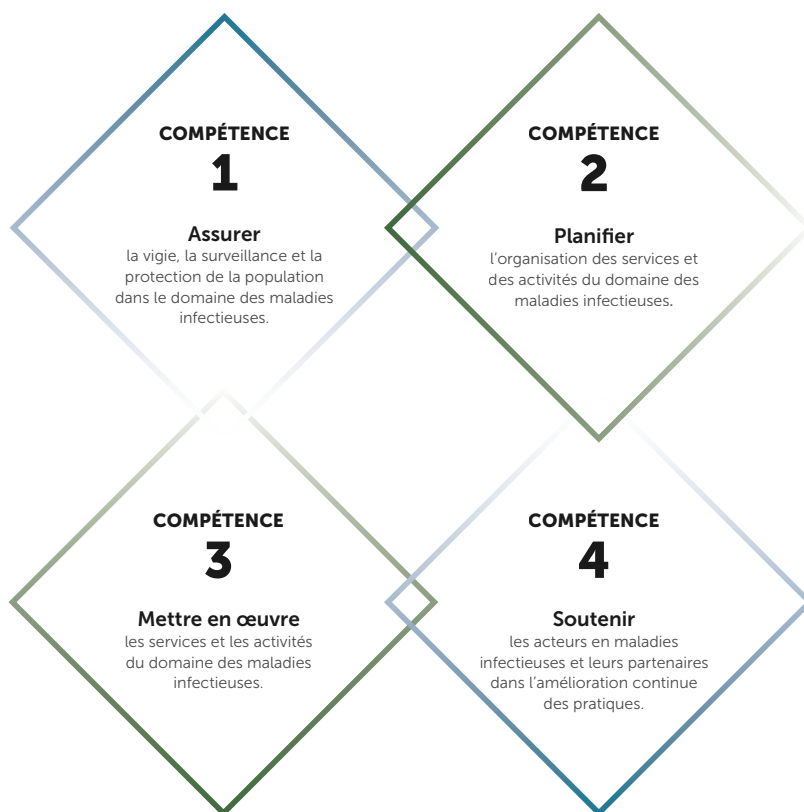 COMPÉTENCE
1
Assurer
la vigie, la surveillance et la
protection de la population
dans le domaine des maladies
infectieuses.
COMPÉTENCE
2
Planifier
l'organisation des services et
des activités du domaine des
maladies infectieuses.
COMPÉTENCE
3
Mettre en œuvre
les services et les activités
du domaine des maladies
infectieuses.
COMPÉTENCE
4
Soutenir
les acteurs en maladies
infectieuses et leurs partenaires
dans l'amélioration continue
des pratiques.